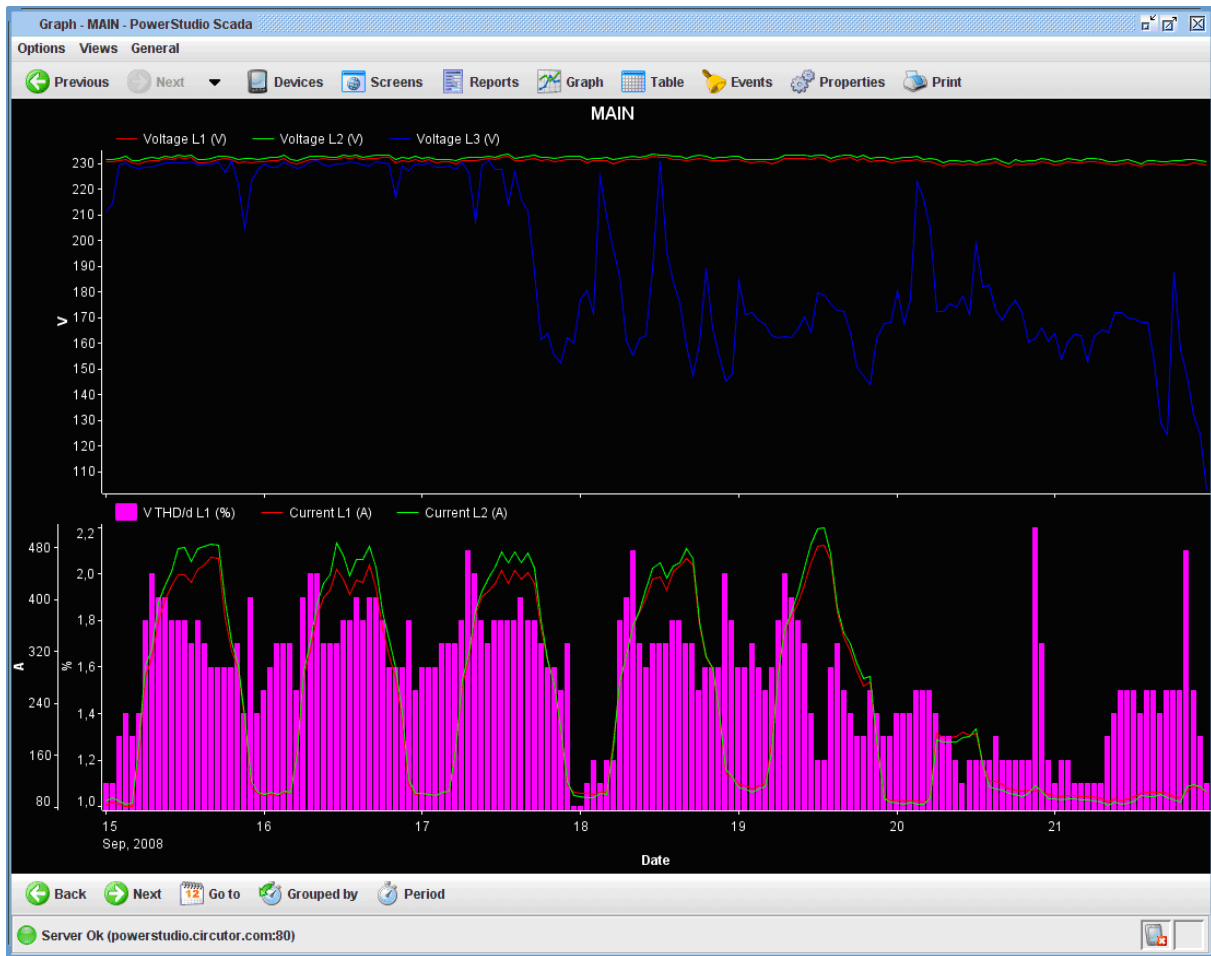 Graph - MAIN - PowerStudio Scada
Options Views General
Previous Next Devices Screens Reports Graph Table Events Properties Print
MAIN
Voltage L1 (V) Voltage L2 (V) Voltage L3 (V)
230
220
210
200
190
180
V
170
160
150
140
130
120
110
V THD/d L1 (%) Current L1 (A) Current L2 (A)
480 2,2
2,0
400
1,8
320
A % 1,6
240
1,4
160
1,2
80 1,0
15 16 17 18 19 20 21
Sep, 2008
Date
Back Next 12 Go to Grouped by Period
Server Ok (powerstudio.circutor.com:80)